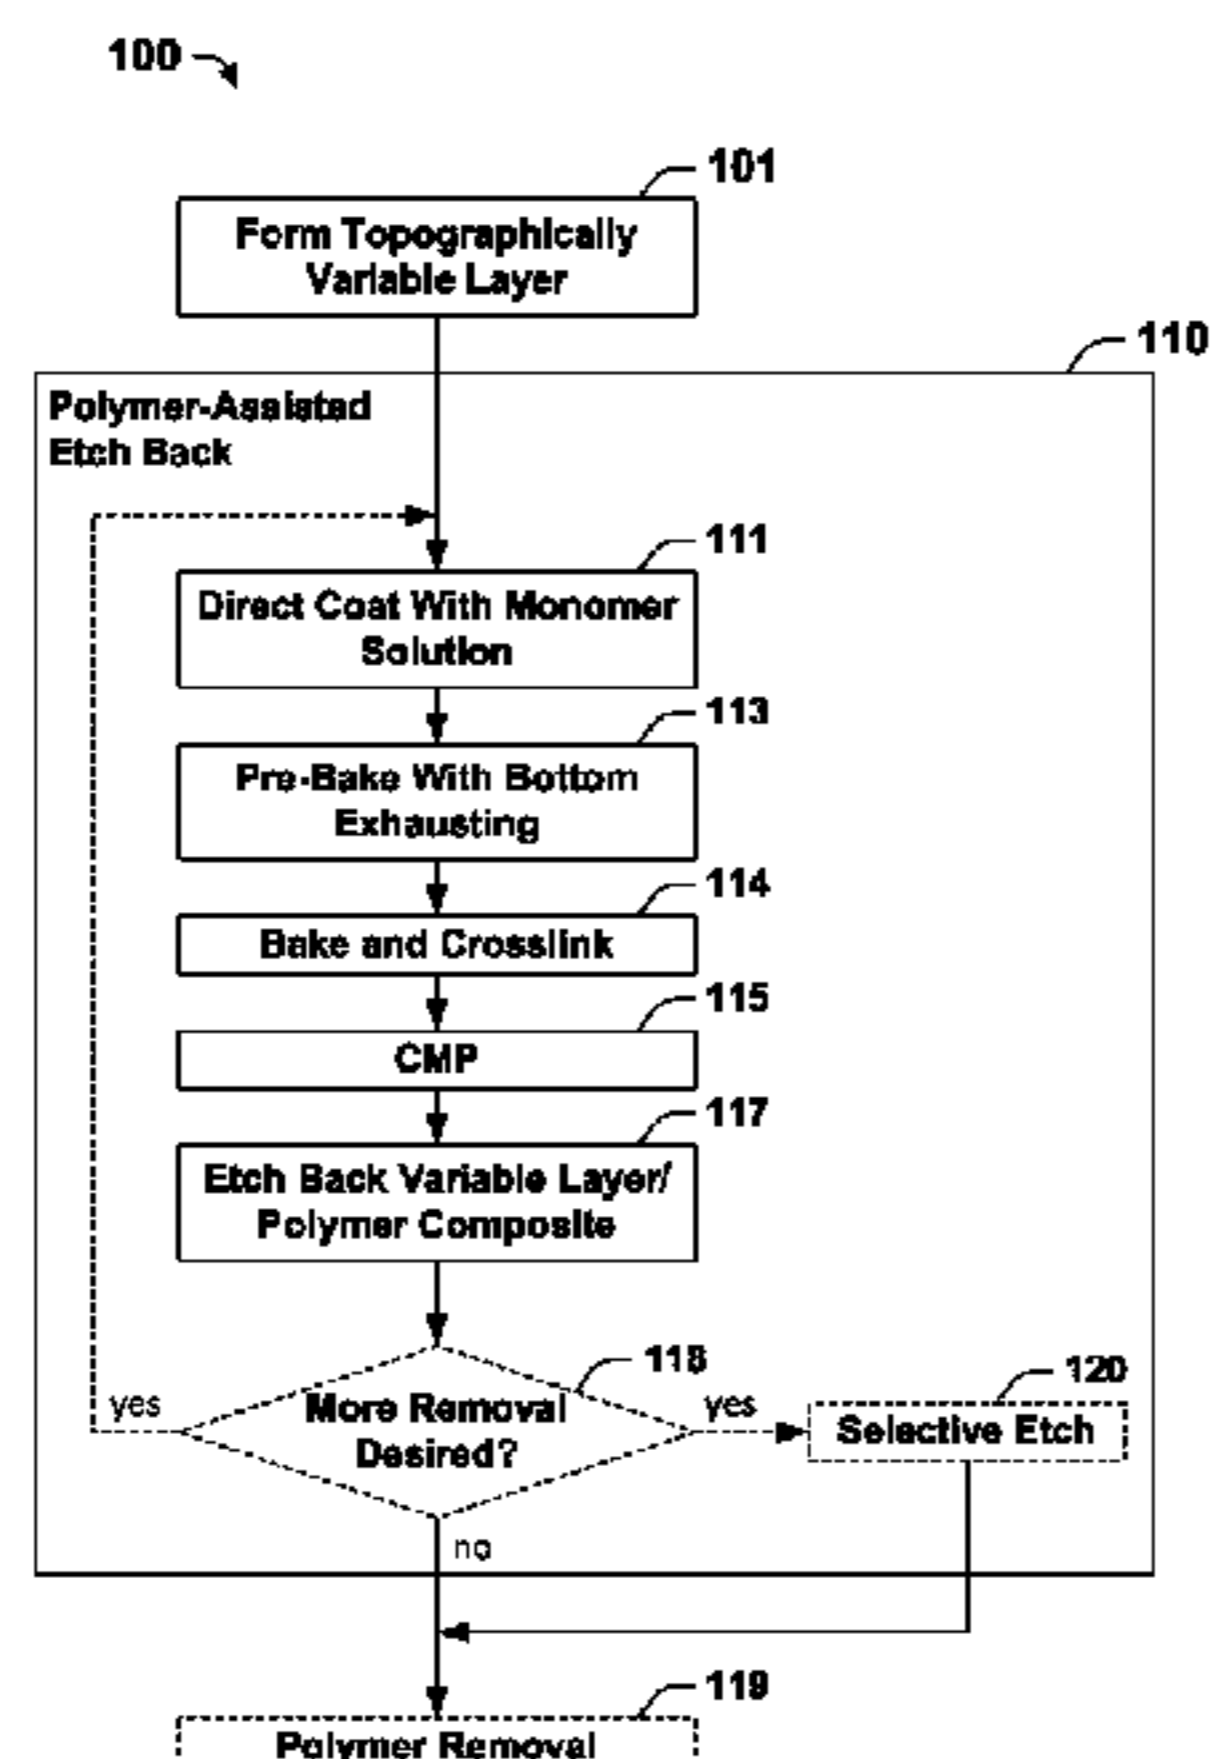 100
101
Form Topographically
Variable Layer
110
Polymer-Assisted
Etch Back
111
Direct Coat With Monomer
Solution
113
Pre-Bake With Bottom
Exhausting
114
Bake and Crosslink
115
CMP
117
Etch Back Variable Layer/
Polymer Composite
118
More Removal
Desired?
yes
yes
120
Selective Etch
no
119
Polymer Removal